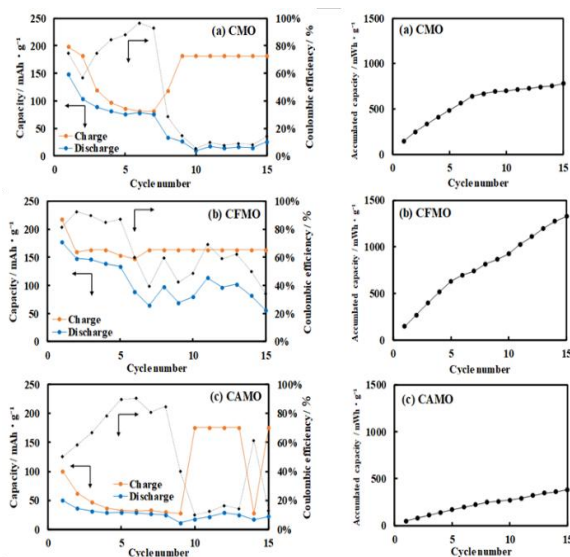 (a) CMO
Capacity / mAh・g⁻¹
250
200
150
100
50
0
100%
80%
60%
40%
20%
0%
Coulombic efficiency / %
Charge
Discharge
0
5
10
15
Cycle number
(a) CMO
Accumulated capacity / mWh・g⁻¹
1500
1000
500
0
0
5
10
15
Cycle number
(b) CFMO
Capacity / mAh・g⁻¹
250
200
150
100
50
0
100%
80%
60%
40%
20%
0%
Coulombic efficiency / %
Charge
Discharge
0
5
10
15
Cycle number
(b) CFMO
Accumulated capacity / mWh・g⁻¹
1500
1000
500
0
0
5
10
15
Cycle number
(c) CAMO
Capacity / mAh・g⁻¹
250
200
150
100
50
0
100%
80%
60%
40%
20%
0%
Coulombic efficiency / %
Charge
Discharge
0
5
10
15
Cycle number
(c) CAMO
Accumulated capacity / mWh・g⁻¹
1500
1000
500
0
0
5
10
15
Cycle number